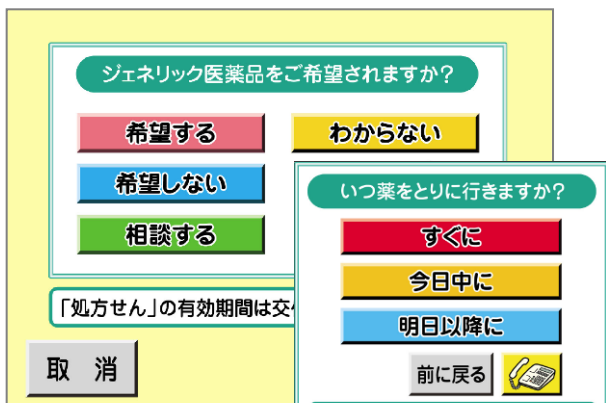 ジェネリック医薬品をご希望されますか？
希望する
わからない
希望しない
相談する
「処方せん」の有効期間は交
取　消
いつ薬をとりに行きますか？
すぐに
今日中に
明日以降に
前に戻る